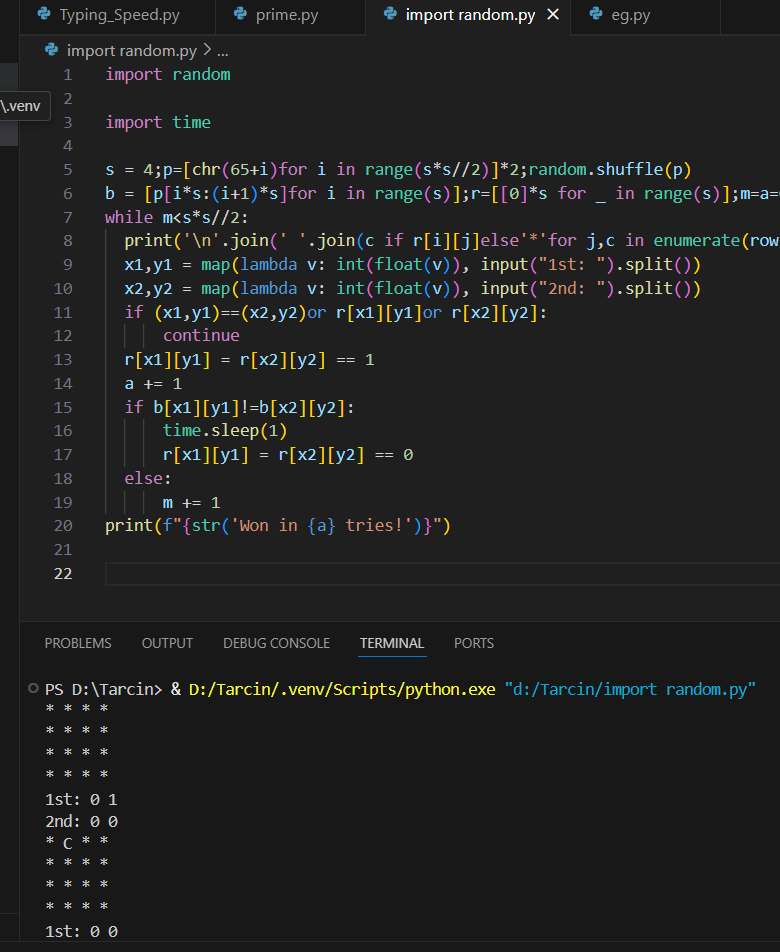 Typing_Speed.py prime.py import random.py eg.py
import random.py > ...
\.venv
1 import random
2
3 import time
4
5 s = 4;p=[chr(65+i)for i in range(s*s//2)]*2;random.shuffle(p)
6 b = [p[i*s:(i+1)*s]for i in range(s)];r=[[0]*s for _ in range(s)];m=a=
7 while m<s*s//2:
8 print('\n'.join(' '.join(c if r[i][j]else'*'for j,c in enumerate(row
9 x1,y1 = map(lambda v: int(float(v)), input("1st: ").split())
10 x2,y2 = map(lambda v: int(float(v)), input("2nd: ").split())
11 if (x1,y1)==(x2,y2)or r[x1][y1]or r[x2][y2]:
12 continue
13 r[x1][y1] = r[x2][y2] == 1
14 a += 1
15 if b[x1][y1]!=b[x2][y2]:
16 time.sleep(1)
17 r[x1][y1] = r[x2][y2] == 0
18 else:
19 m += 1
20 print(f"{str('Won in {a} tries!')}")
21
22
PROBLEMS OUTPUT DEBUG CONSOLE TERMINAL PORTS
PS D:\Tarcin> & D:/Tarcin/.venv/Scripts/python.exe "d:/Tarcin/import random.py"
* * * *
* * * *
* * * *
* * * *
1st: 0 1
2nd: 0 0
* C * *
* * * *
* * * *
* * * *
1st: 0 0